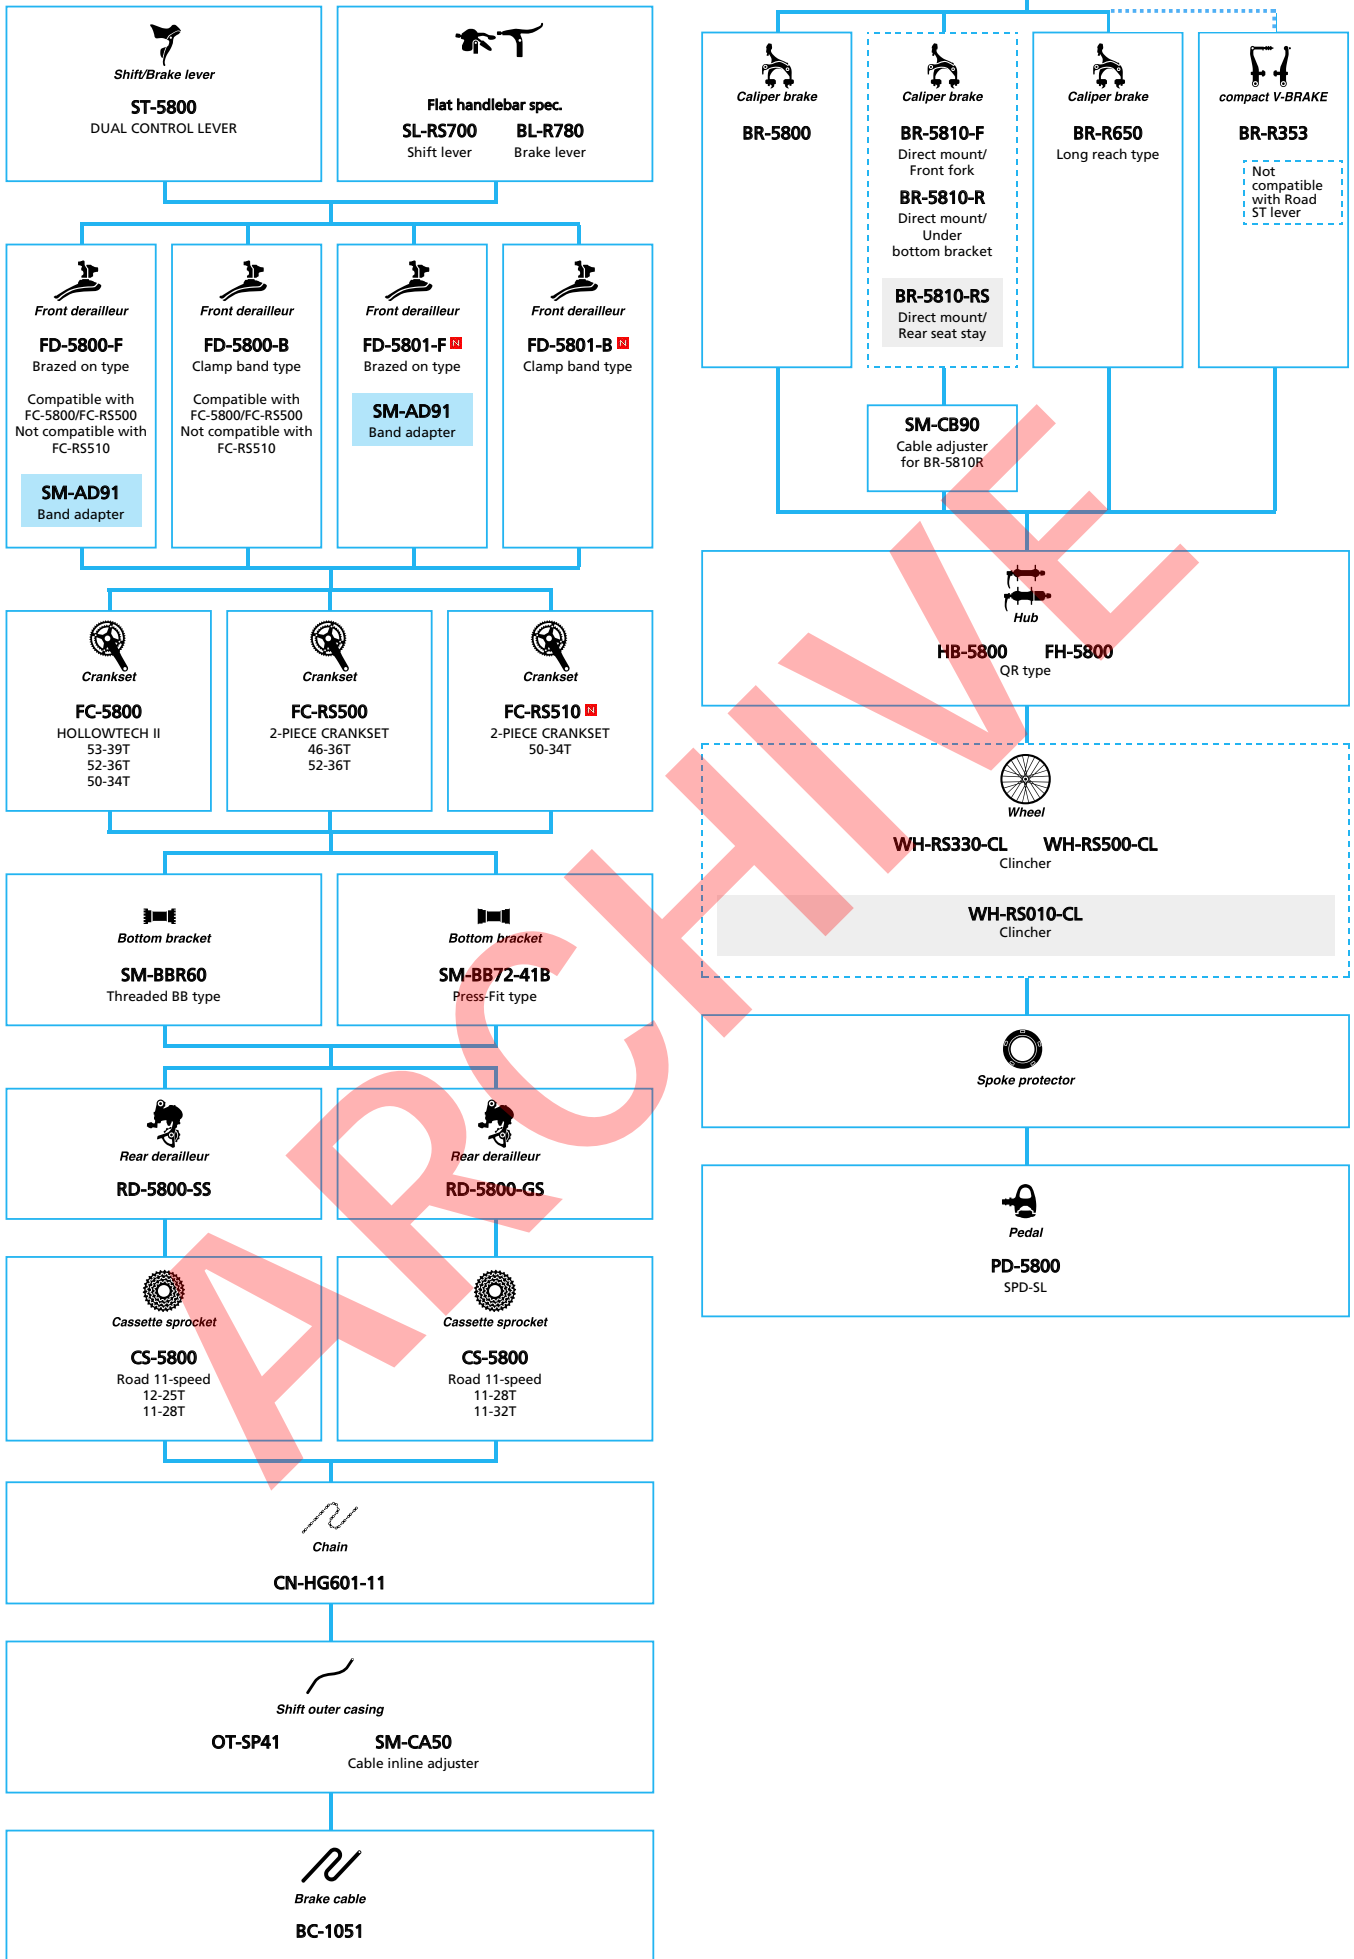 Shift/Brake lever
ST-5800
DUAL CONTROL LEVER
Flat handlebar spec.
SL-RS700 BL-R780
Shift lever Brake lever
Front derailleur
FD-5800-F
Brazed on type
Compatible with
FC-5800/FC-RS500
Not compatible with
FC-RS510
SM-AD91
Band adapter
Front derailleur
FD-5800-B
Clamp band type
Compatible with
FC-5800/FC-RS500
Not compatible with
FC-RS510
Front derailleur
FD-5801-F N
Brazed on type
SM-AD91
Band adapter
Front derailleur
FD-5801-B N
Clamp band type
Crankset
FC-5800
HOLLOWTECH II
53-39T
52-36T
50-34T
Crankset
FC-RS500
2-PIECE CRANKSET
46-36T
52-36T
Crankset
FC-RS510 N
2-PIECE CRANKSET
50-34T
Bottom bracket
SM-BBR60
Threaded BB type
Bottom bracket
SM-BB72-41B
Press-Fit type
Rear derailleur
RD-5800-SS
Rear derailleur
RD-5800-GS
Cassette sprocket
CS-5800
Road 11-speed
12-25T
11-28T
Cassette sprocket
CS-5800
Road 11-speed
11-28T
11-32T
Chain
CN-HG601-11
Shift outer casing
OT-SP41 SM-CA50
Cable inline adjuster
Brake cable
BC-1051
Caliper brake
BR-5800
Caliper brake
BR-5810-F
Direct mount/
Front fork
BR-5810-R
Direct mount/
Under
bottom bracket
BR-5810-RS
Direct mount/
Rear seat stay
SM-CB90
Cable adjuster
for BR-5810R
Caliper brake
BR-R650
Long reach type
compact V-BRAKE
BR-R353
Not
compatible
with Road
ST lever
Hub
HB-5800 FH-5800
QR type
Wheel
WH-RS330-CL WH-RS500-CL
Clincher
WH-RS010-CL
Clincher
Spoke protector
Pedal
PD-5800
SPD-SL
ARCHIVE